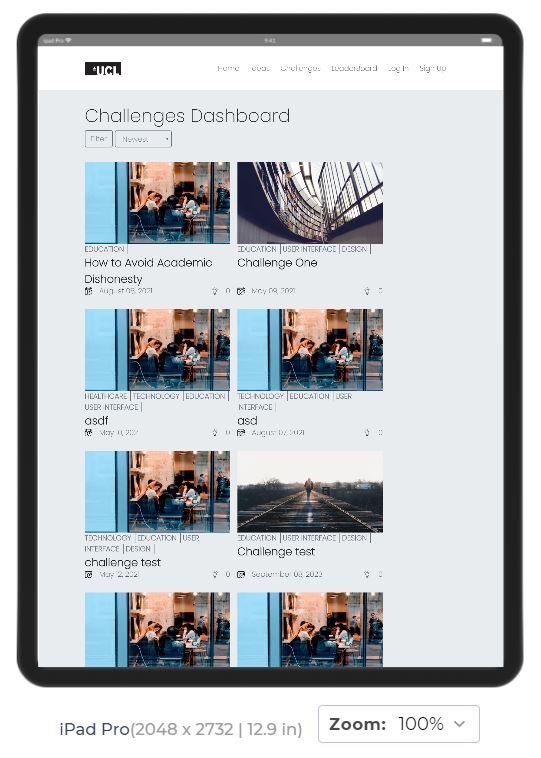 iPad Pro
9:41
UCL
Home Ideas Challenges Leaderboard Log In Sign Up
Challenges Dashboard
Filter Newest
EDUCATION | EDUCATION | USER INTERFACE | DESIGN |
How to Avoid Academic Challenge One
Dishonesty
August 08, 2021 0 May 09, 2021 0
HEALTHCARE | TECHNOLOGY | EDUCATION | TECHNOLOGY | EDUCATION | USER
USER INTERFACE | INTERFACE |
asdf asd
May 10, 2021 0 August 07, 2021 0
TECHNOLOGY | EDUCATION | USER EDUCATION | USER INTERFACE | DESIGN |
INTERFACE | DESIGN |
challenge test Challenge test
May 12, 2021 0 September 08, 2023 0
iPad Pro(2048 x 2732 | 12.9 in) Zoom: 100%